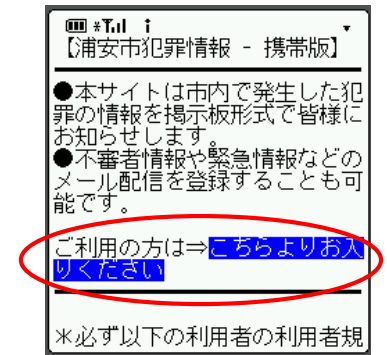 【浦安市犯罪情報 - 携帯版】
●本サイトは市内で発生した犯
罪の情報を掲示板形式で皆様に
お知らせします。
●不審者情報や緊急情報などの
メール配信を登録することも可
能です。
ご利用の方は⇒こちらよりお入
りください
＊必ず以下の利用者の利用者規